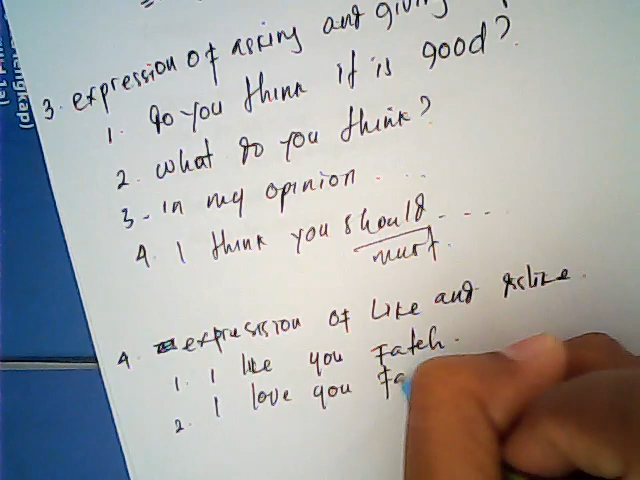 3. expression of asking and giving
1. do you think it is good?
2. what do you think?
3. in my opinion . . .
4. I think you should - - - -
must.
4. expression of like and dislike.
1. I like you Fateh.
2. I love you Fa
engkap)